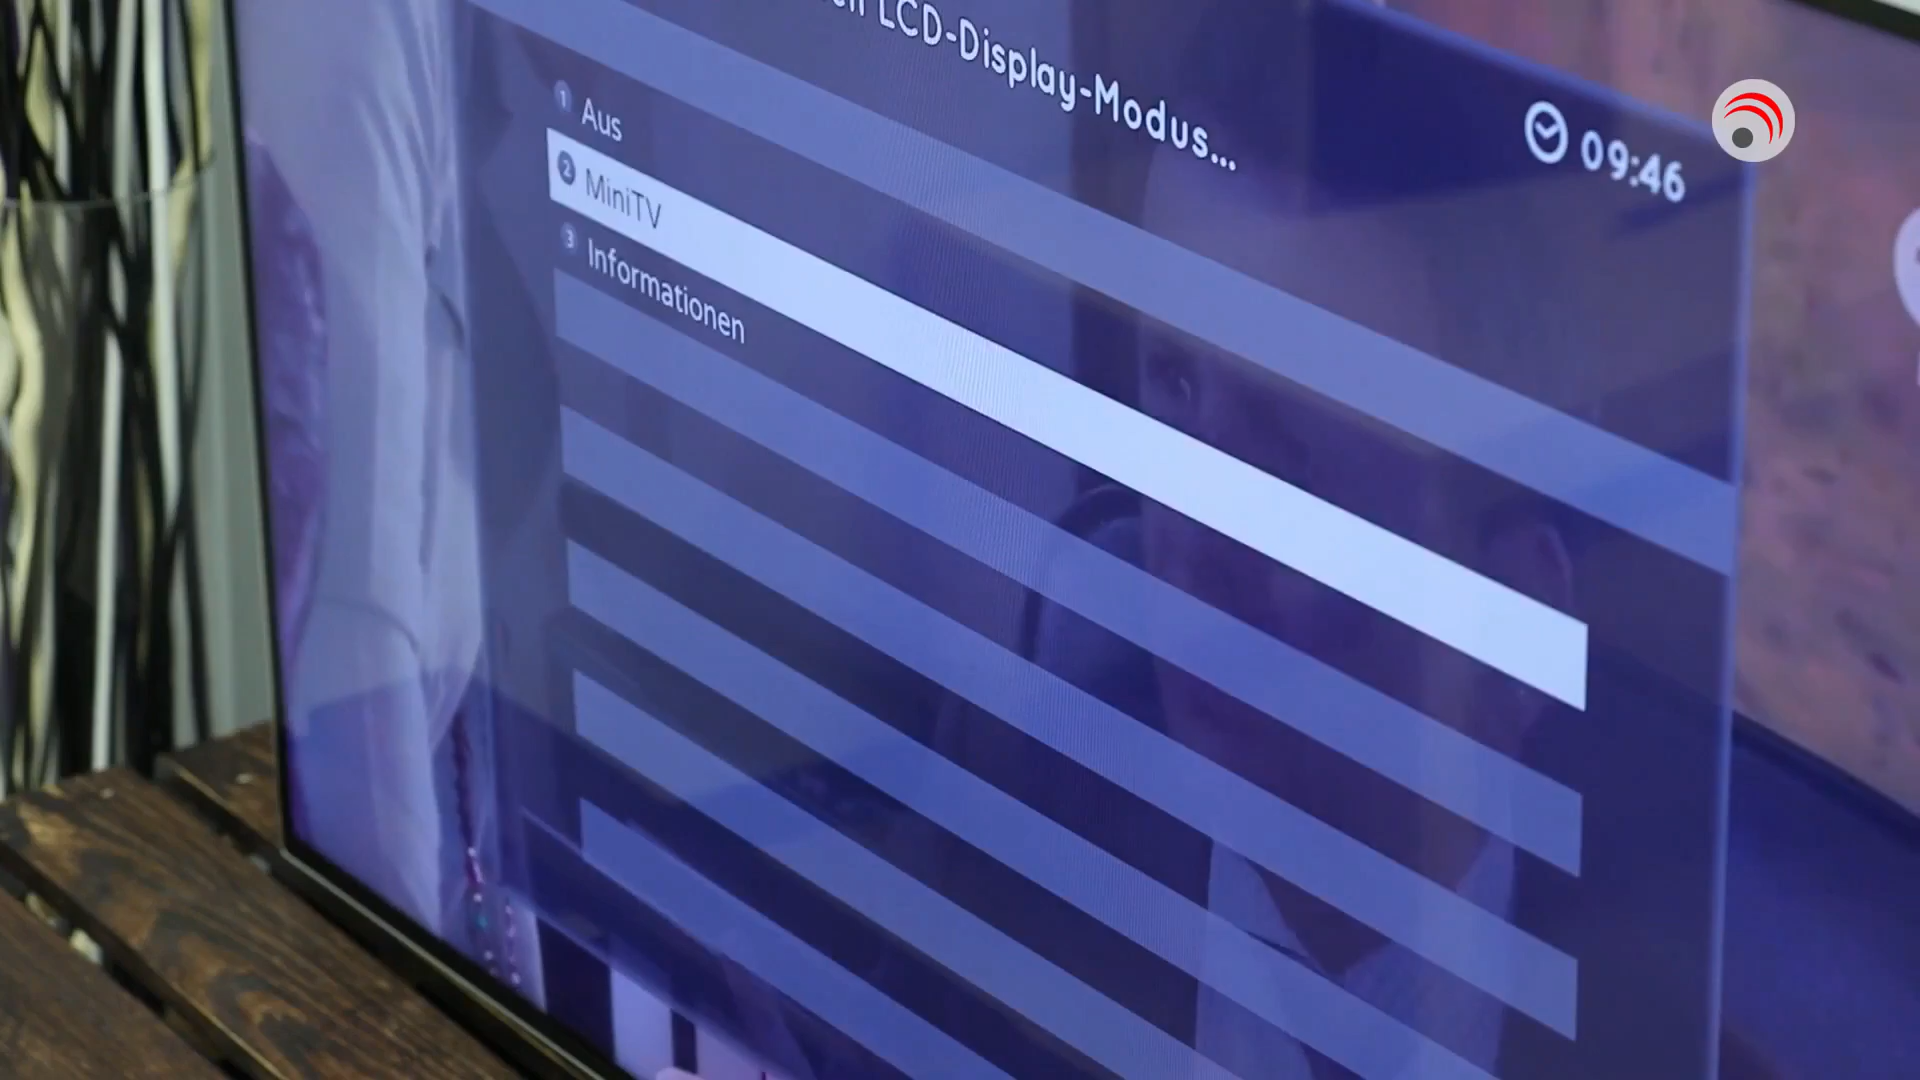 LCD-Display-Modus...
09:46
1 Aus
2 MiniTV
3 Informationen